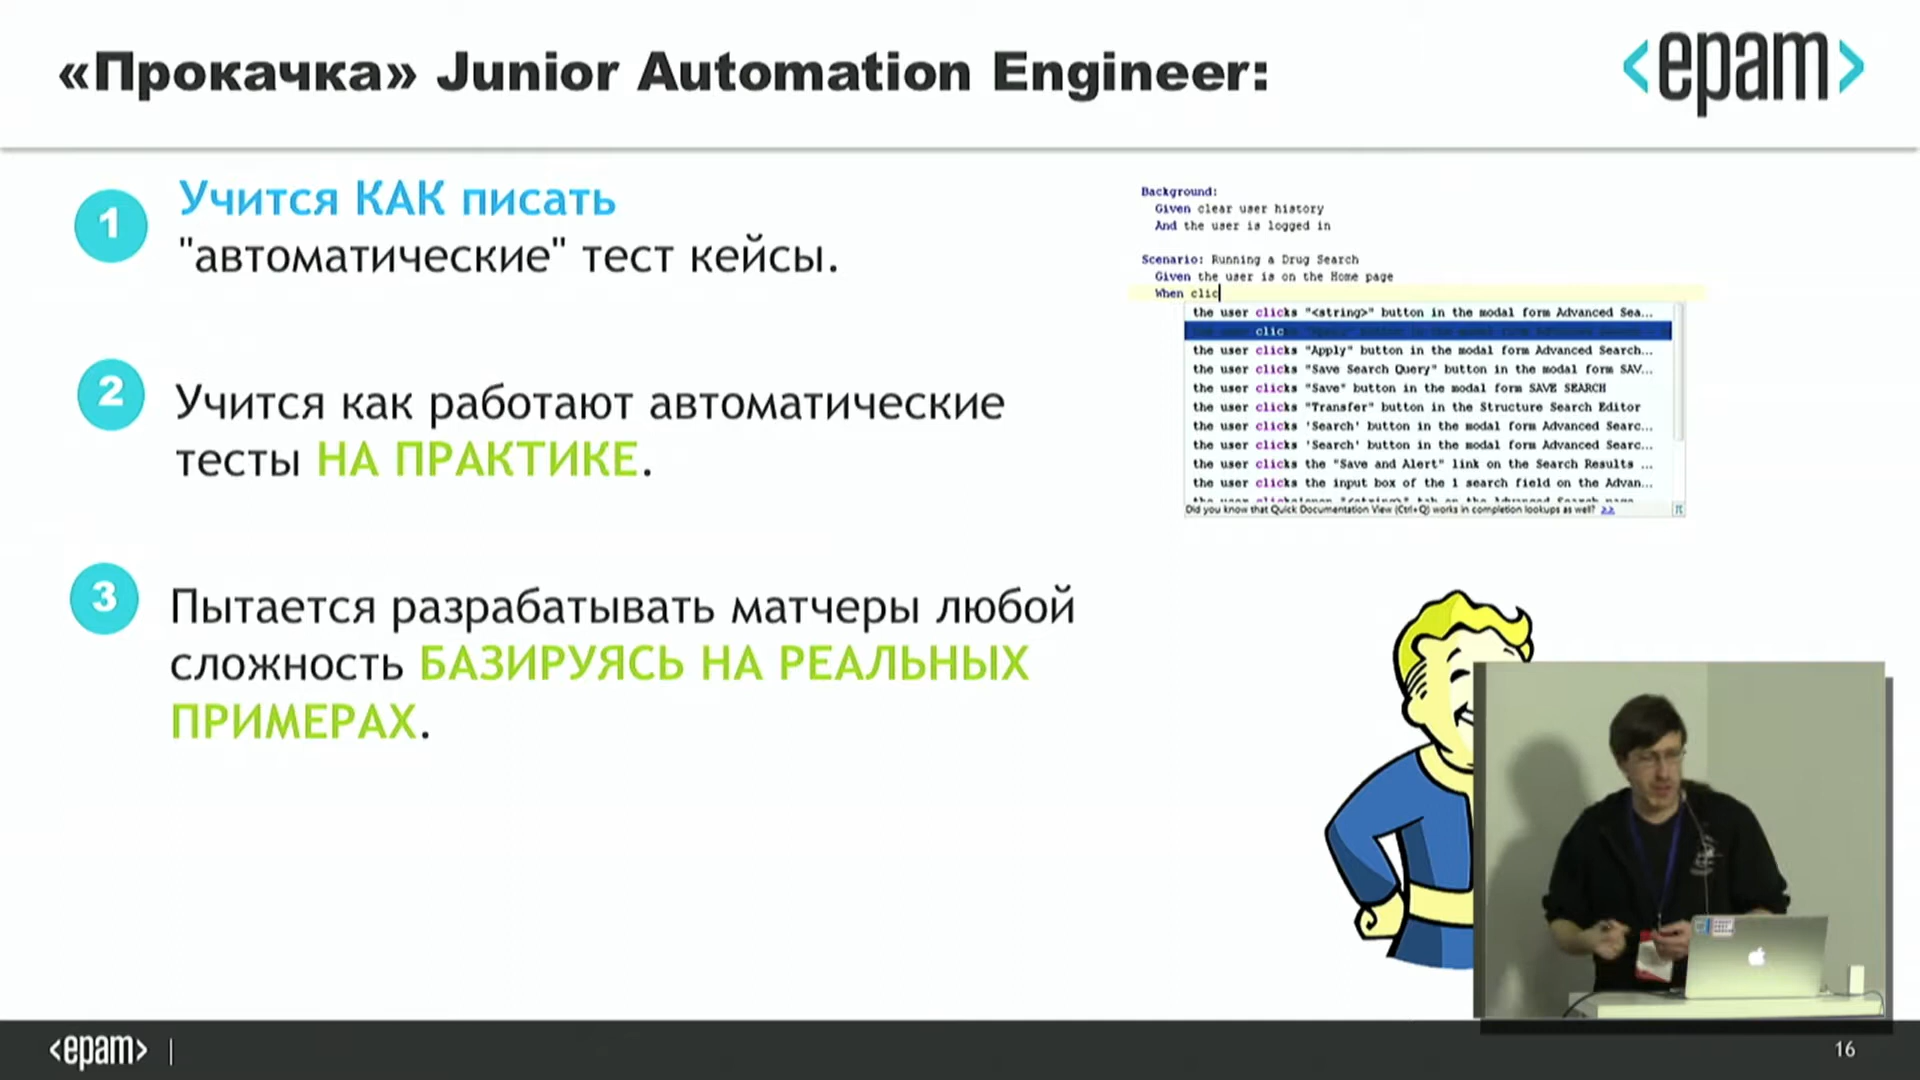 «Прокачка» Junior Automation Engineer:
<epam>
1
Учится КАК писать
"автоматические" тест кейсы.
2
Учится как работают автоматические
тесты НА ПРАКТИКЕ.
3
Пытается разрабатывать матчеры любой
сложность БАЗИРУЯСЬ НА РЕАЛЬНЫХ
ПРИМЕРАХ.
Background:
Given clear user history
And the user is logged in
Scenario: Running a Drug Search
Given the user is on the Home page
When clic
the user clicks "<string>" button in the modal form Advanced Sea...
clic
the user clicks "Apply" button in the modal form Advanced Search...
the user clicks "Save Search Query" button in the modal form SAV...
the user clicks "Save" button in the modal form SAVE SEARCH
the user clicks "Transfer" button in the Structure Search Editor
the user clicks 'Search' button in the modal form Advanced Searc...
the user clicks 'Search' button in the modal form Advanced Searc...
the user clicks the "Save and Alert" link on the Search Results ...
the user clicks the input box of the 1 search field on the Advan...
Did you know that Quick Documentation View (Ctrl+Q) works in completion lookups as well? >>
π
<epam> |
16